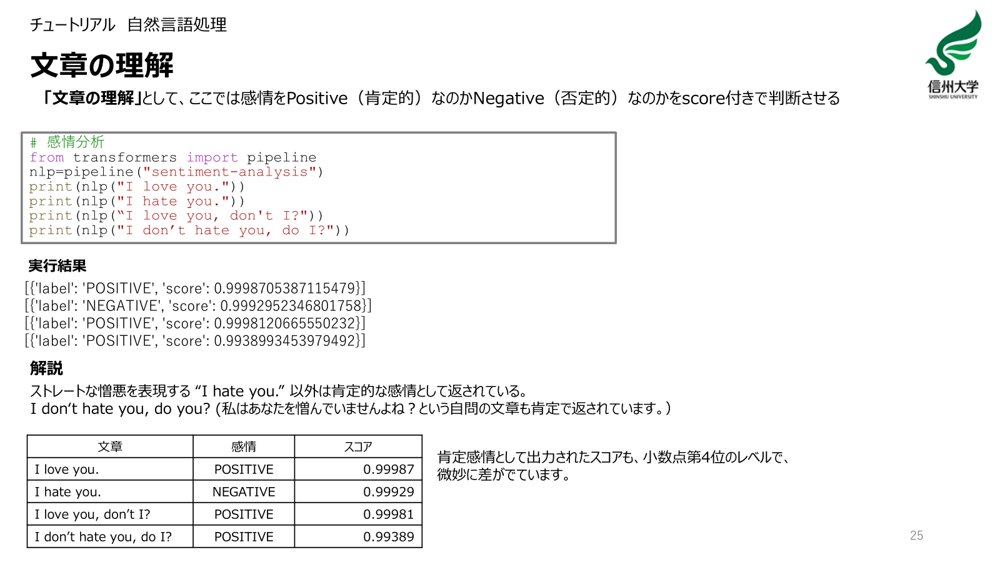 チュートリアル 自然言語処理
文章の理解
「文章の理解」として、ここでは感情をPositive（肯定的）なのかNegative（否定的）なのかをscore付きで判断させる
信州大学
SHINSHU UNIVERSITY
# 感情分析
from transformers import pipeline
nlp=pipeline("sentiment-analysis")
print(nlp("I love you."))
print(nlp("I hate you."))
print(nlp(“I love you, don't I?"))
print(nlp("I don’t hate you, do I?"))
実行結果
[{'label': 'POSITIVE', 'score': 0.9998705387115479}]
[{'label': 'NEGATIVE', 'score': 0.9992952346801758}]
[{'label': 'POSITIVE', 'score': 0.9998120665550232}]
[{'label': 'POSITIVE', 'score': 0.9938993453979492}]
解説
ストレートな憎悪を表現する “I hate you.” 以外は肯定的な感情として返されている。
I don‘t hate you, do you? (私はあなたを憎んでいませんよね？という自問の文章も肯定で返されています。）
文章 感情 スコア
I love you. POSITIVE 0.99987
I hate you. NEGATIVE 0.99929
I love you, don’t I? POSITIVE 0.99981
I don’t hate you, do I? POSITIVE 0.99389
肯定感情として出力されたスコアも、小数点第4位のレベルで、
微妙に差がでています。
25